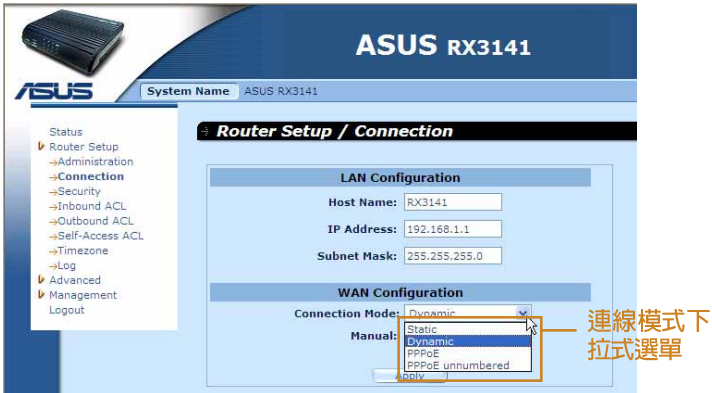 ASUS RX3141
ASUS
System Name ASUS RX3141
Status
Router Setup
Administration
Connection
Security
Inbound ACL
Outbound ACL
Self-Access ACL
Timezone
Log
Advanced
Management
Logout
Router Setup / Connection
LAN Configuration
Host Name: RX3141
IP Address: 192.168.1.1
Subnet Mask: 255.255.255.0
WAN Configuration
Connection Mode: Dynamic
Manual:
Static
Dynamic
PPPoE
PPPoE unnumbered
Apply
連線模式下
拉式選單